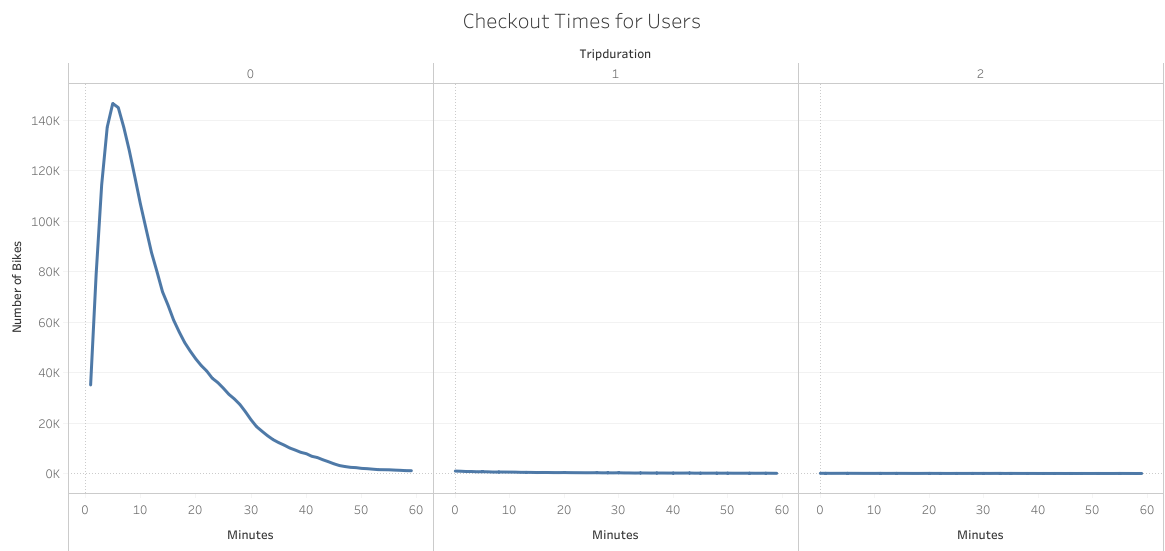 Checkout Times for Users
Tripduration
0 1 2
Number of Bikes
140K
120K
100K
80K
60K
40K
20K
0K
0 10 20 30 40 50 60 0 10 20 30 40 50 60 0 10 20 30 40 50 60
Minutes Minutes Minutes